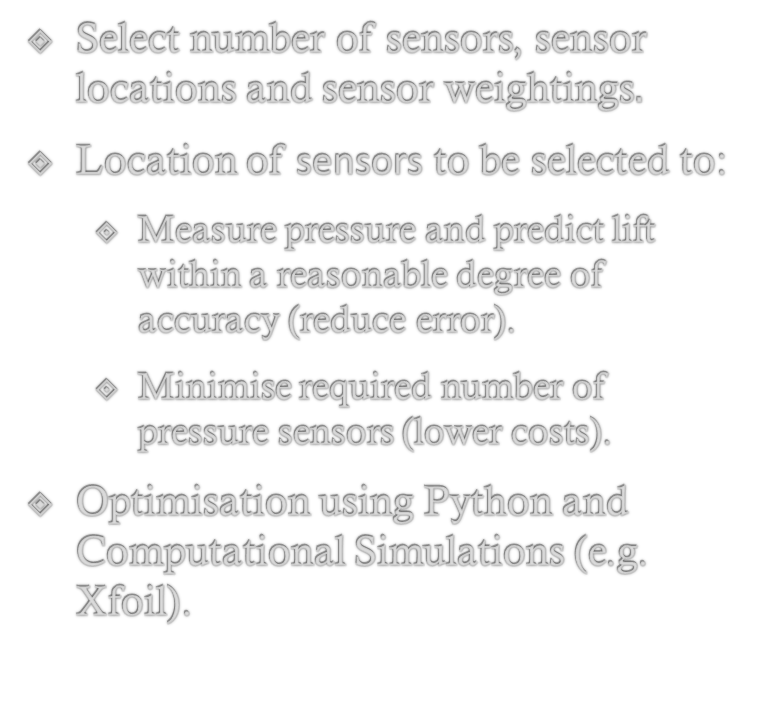 Select number of sensors, sensor
locations and sensor weightings.
Location of sensors to be selected to:
Measure pressure and predict lift
within a reasonable degree of
accuracy (reduce error).
Minimise required number of
pressure sensors (lower costs).
Optimisation using Python and
Computational Simulations (e.g.
Xfoil).